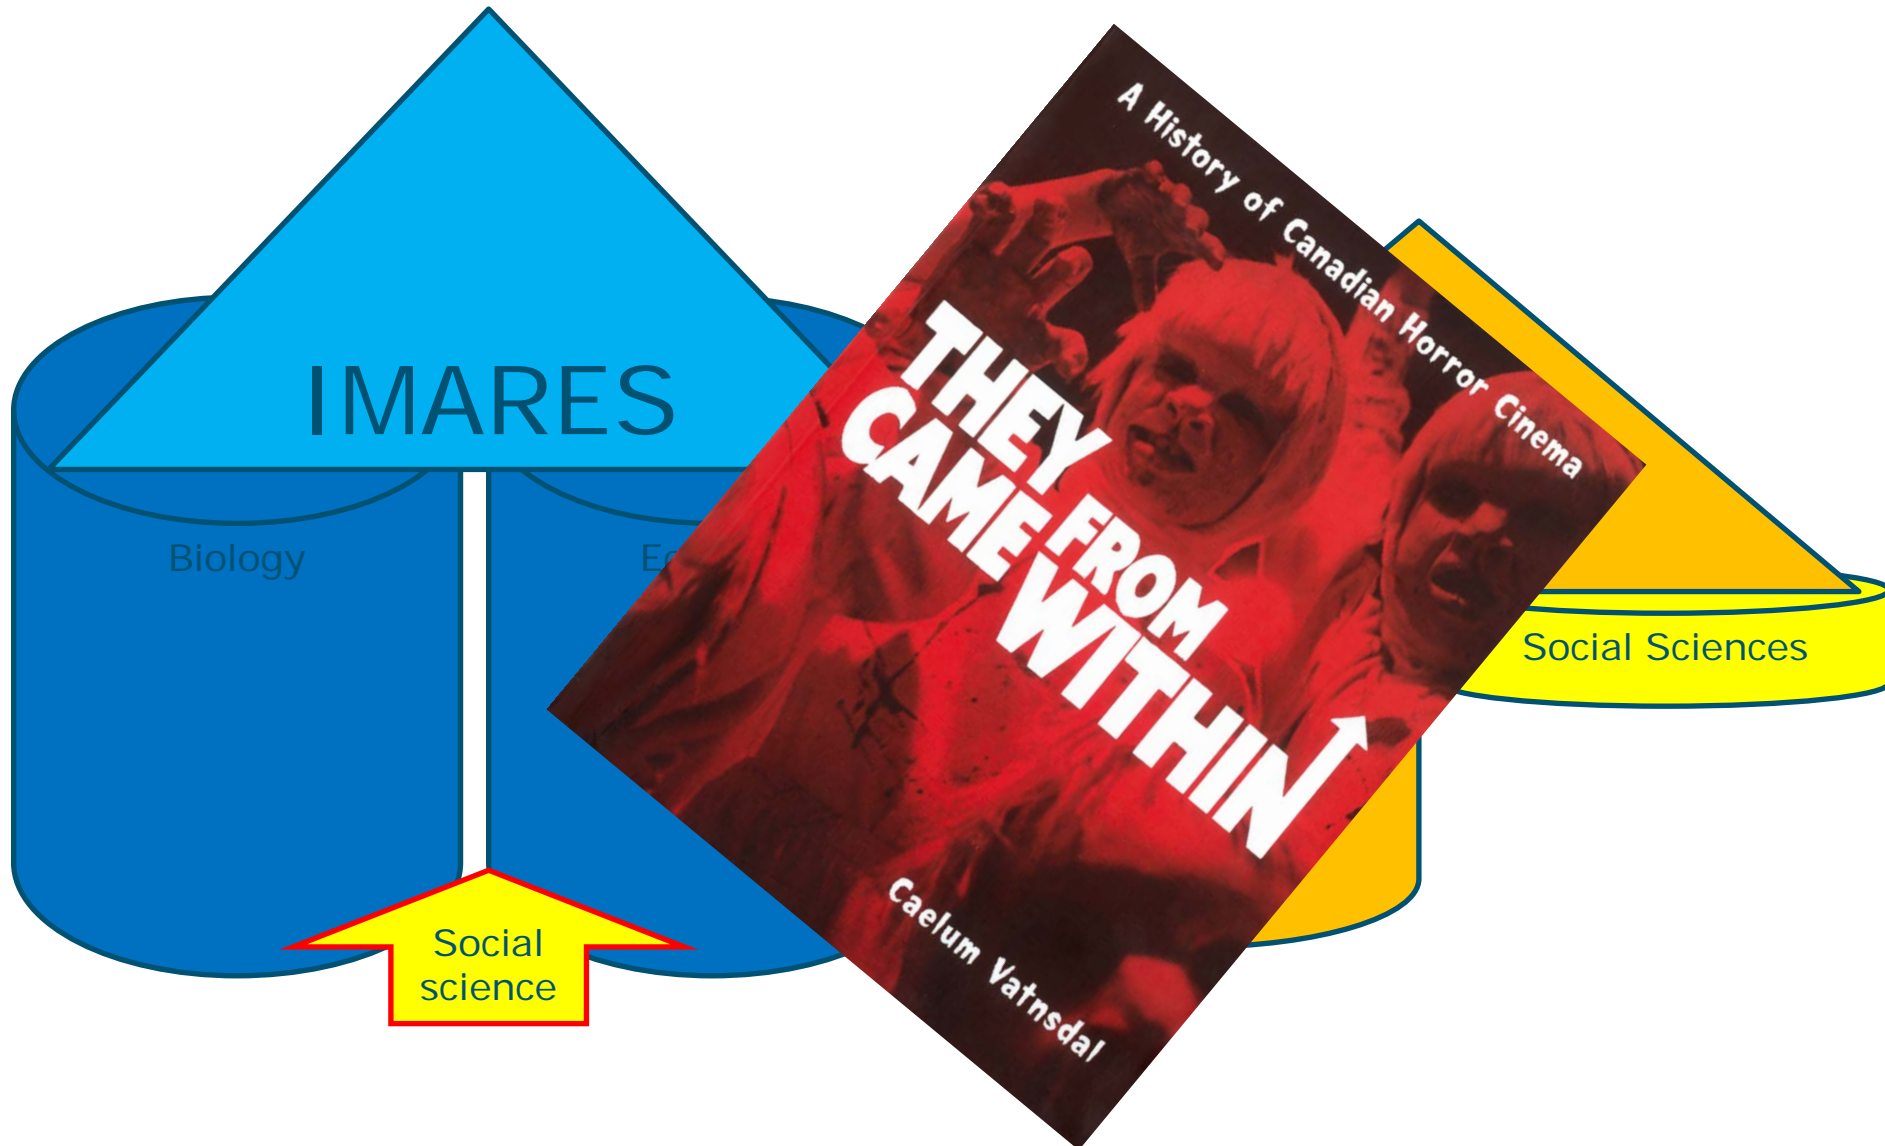 IMARES
Biology
Social
science
A History of Canadian Horror Cinema
THEY
CAME FROM
WITHIN
Caelum Vatnsdal
Social Sciences